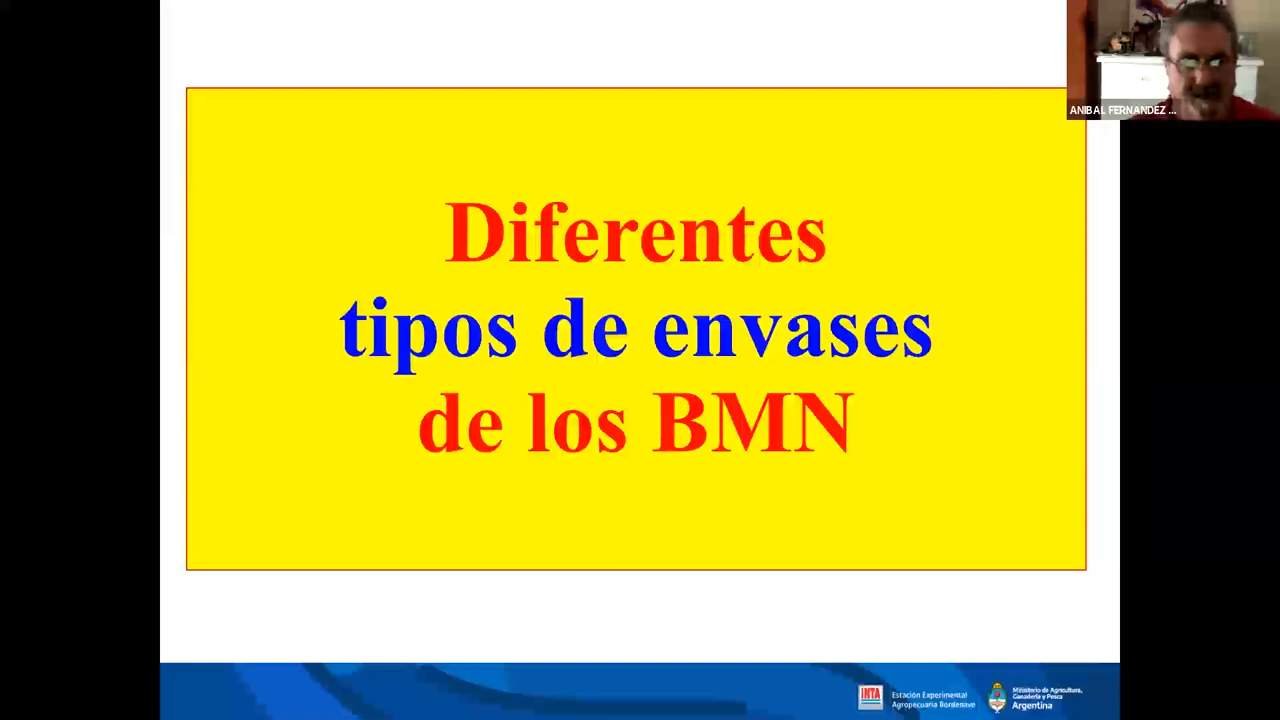 ANIBAL FERNANDEZ ...
Diferentes
tipos de envases
de los BMN
INTA
Estación Experimental
Agropecuaria Bordenave
Ministerio de Agricultura,
Ganadería y Pesca
Argentina